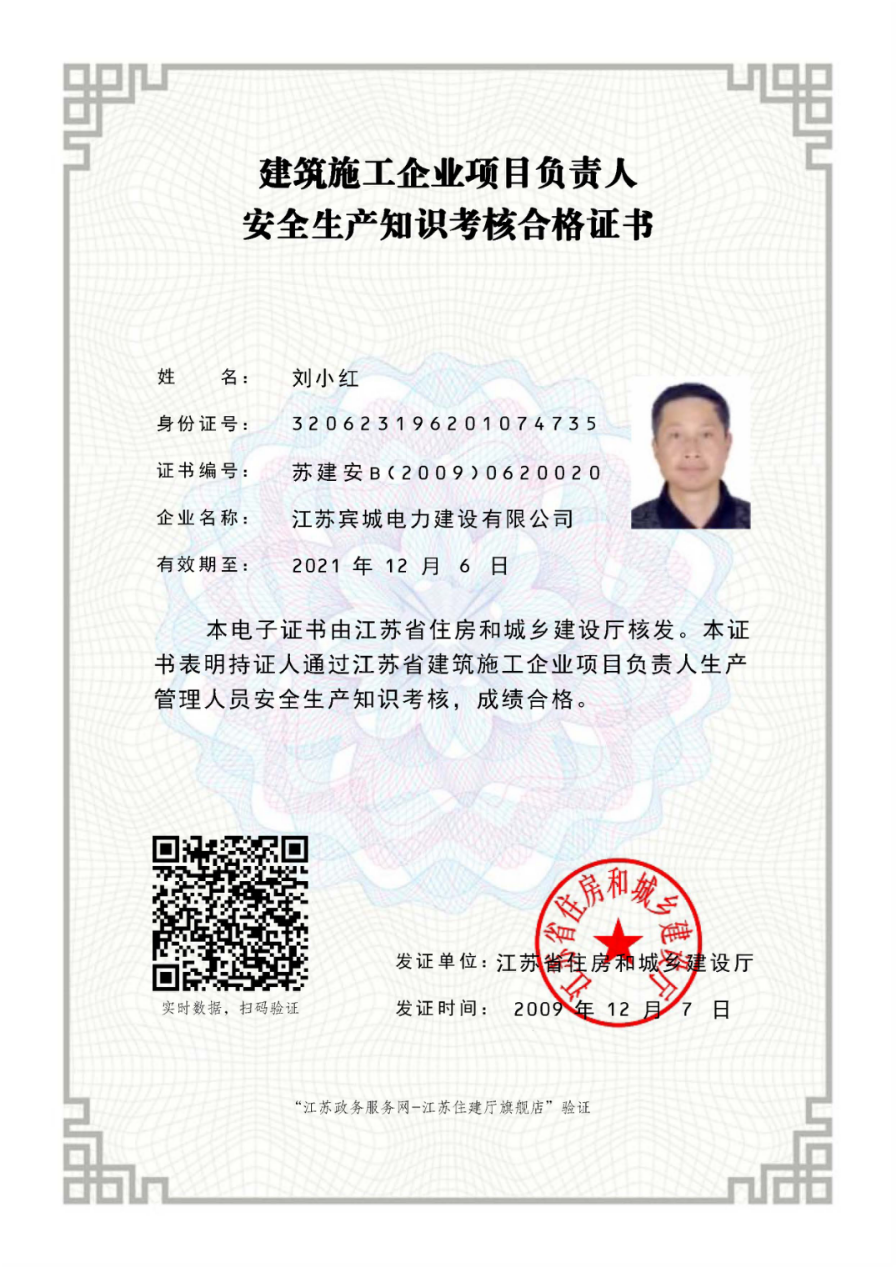 建筑施工企业项目负责人
安全生产知识考核合格证书
姓 名： 刘小红
身份证号： 320623196201074735
证书编号： 苏建安B(2009)0620020
企业名称： 江苏宾城电力建设有限公司
有效期至： 2021 年 12 月 6 日
本电子证书由江苏省住房和城乡建设厅核发。本证
书表明持证人通过江苏省建筑施工企业项目负责人生产
管理人员安全生产知识考核，成绩合格。
江苏省住房和城乡建设厅
发证单位：江苏省住房和城乡建设厅
实时数据，扫码验证
发证时间： 2009 年 12 月 7 日
“江苏政务服务网-江苏住建厅旗舰店”验证